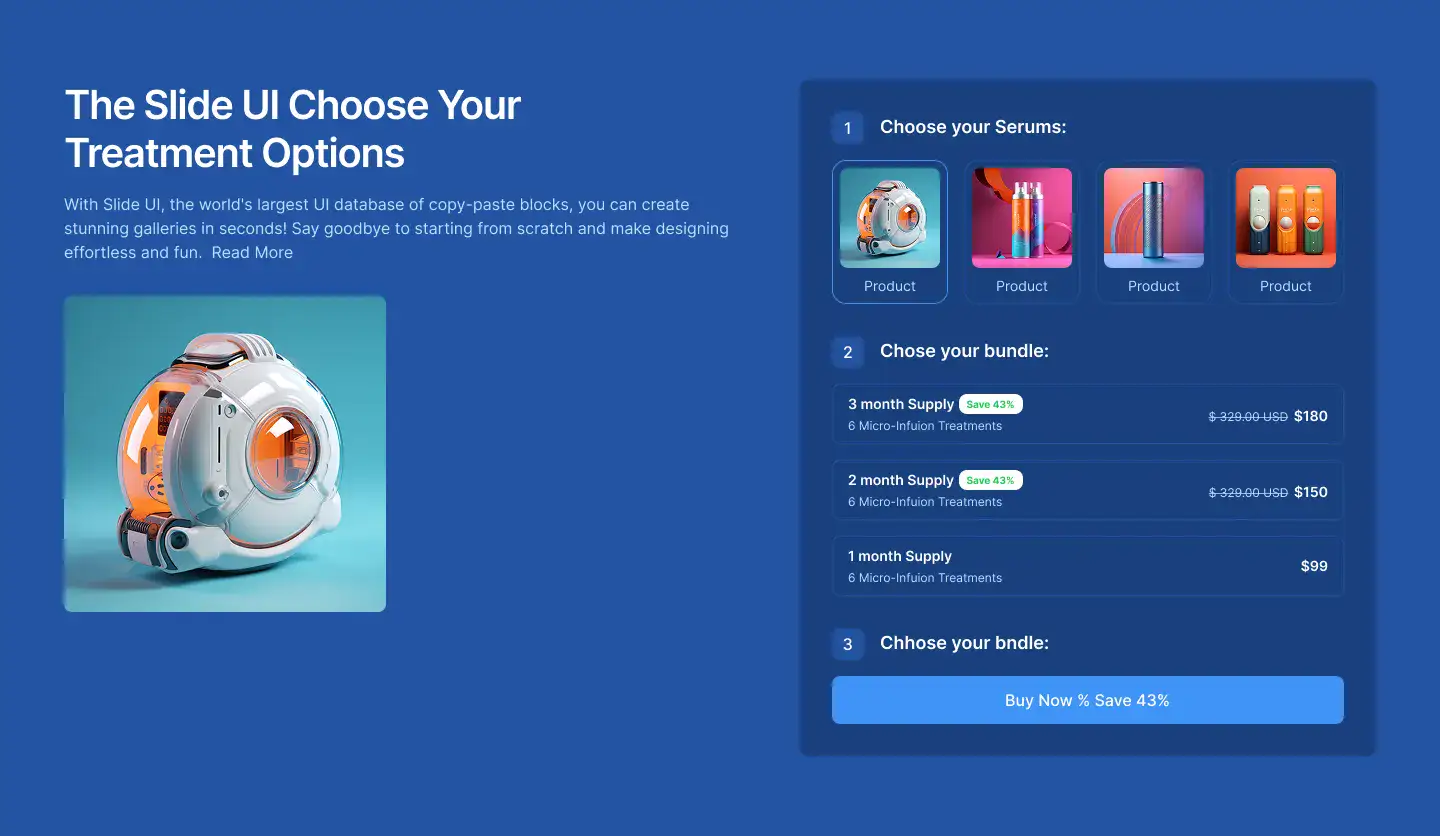 The Slide UI Choose Your
Treatment Options
With Slide UI, the world's largest UI database of copy-paste blocks, you can create
stunning galleries in seconds! Say goodbye to starting from scratch and make designing
effortless and fun. Read More
1 Choose your Serums:
Product Product Product Product
2 Chose your bundle:
3 month Supply Save 43%
6 Micro-Infuion Treatments
$ 329.00 USD $180
2 month Supply Save 43%
6 Micro-Infuion Treatments
$ 329.00 USD $150
1 month Supply
6 Micro-Infuion Treatments
$99
3 Chhose your bndle:
Buy Now % Save 43%